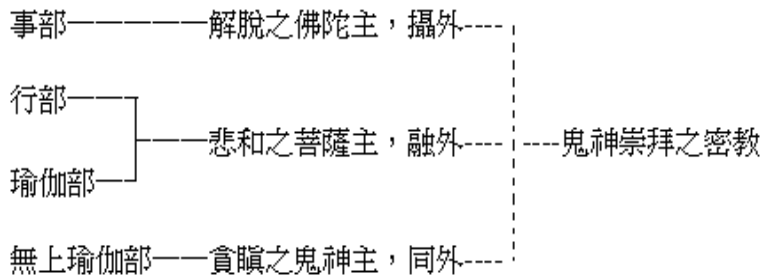 事部————解脫之佛陀主，攝外----
行部——
——悲和之菩薩主，融外---- ----鬼神崇拜之密教
瑜伽部—
無上瑜伽部——貪瞋之鬼神主，同外----